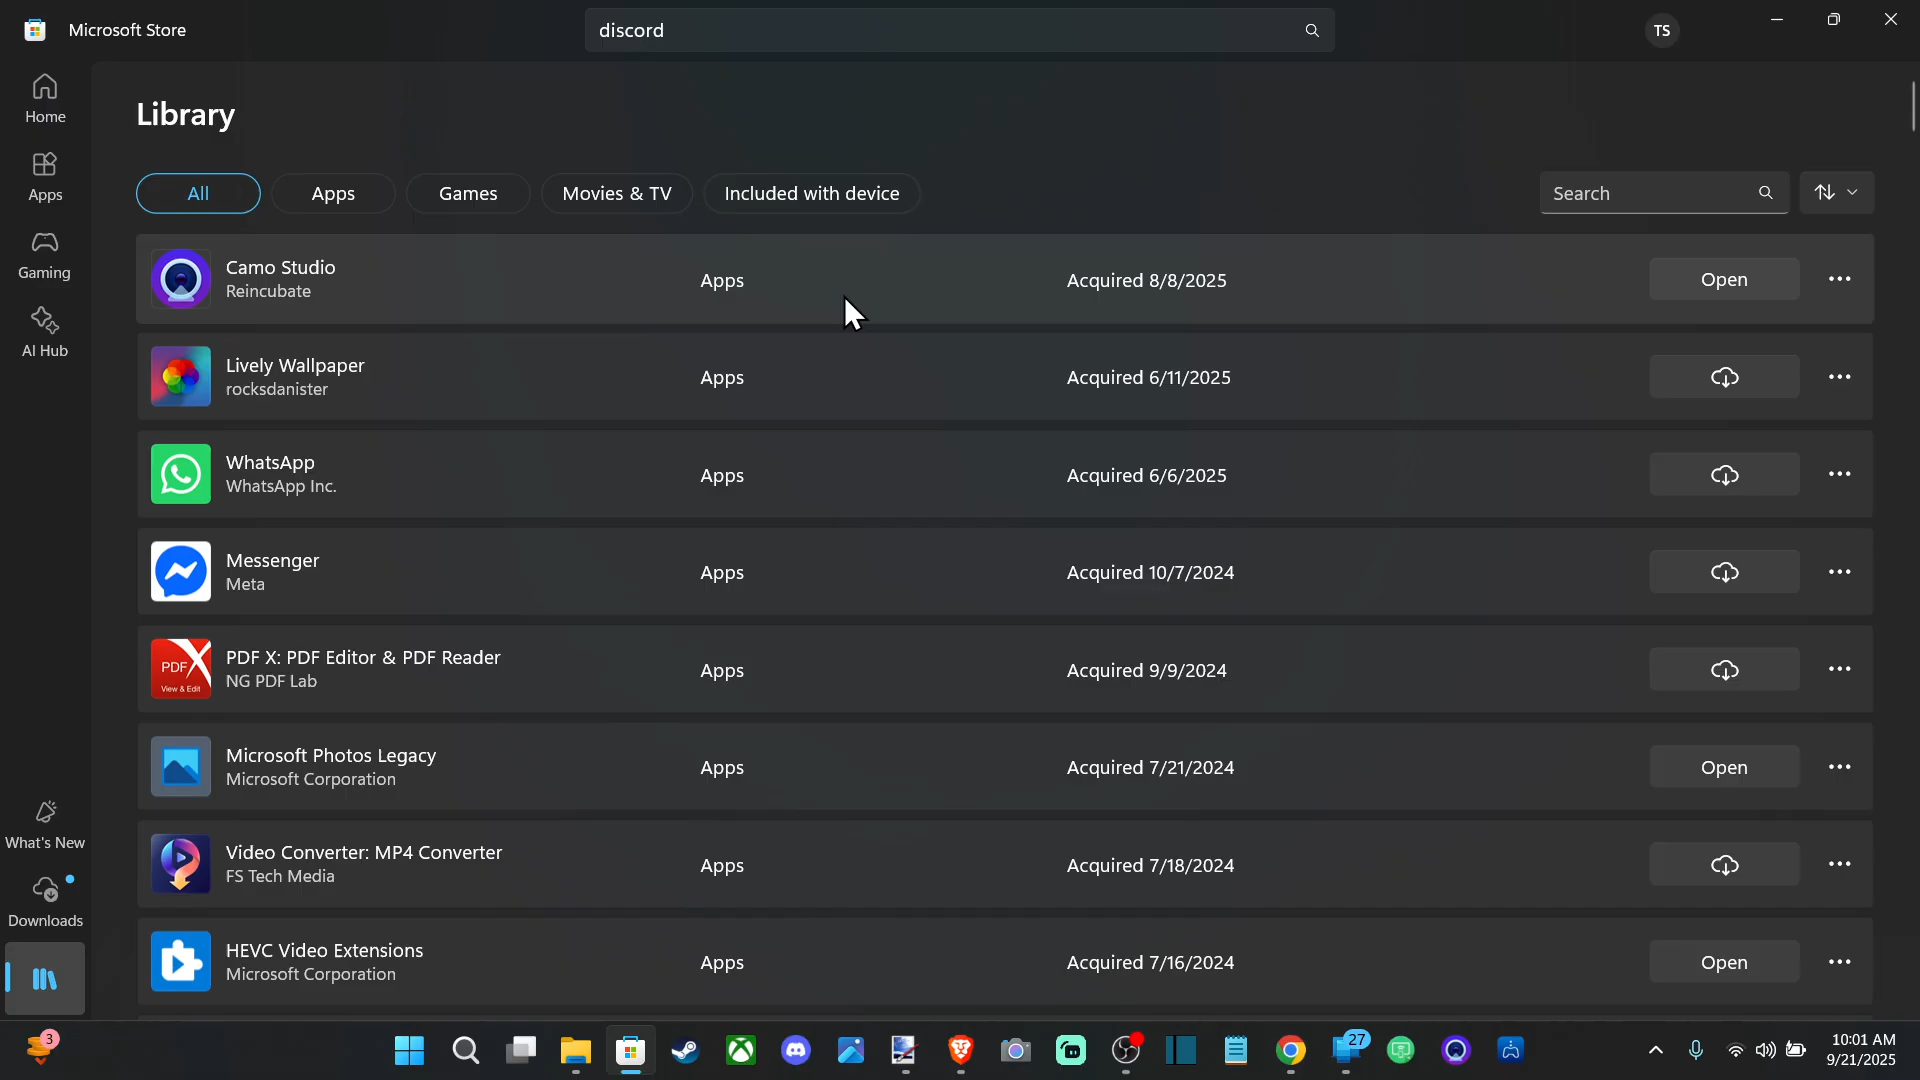 Microsoft Store
discord
TS
Home
Apps
Gaming
AI Hub
What's New
Downloads
Library
All
Apps
Games
Movies & TV
Included with device
Search
Camo Studio
Reincubate
Apps
Acquired 8/8/2025
Open
Lively Wallpaper
rocksdanister
Apps
Acquired 6/11/2025
WhatsApp
WhatsApp Inc.
Apps
Acquired 6/6/2025
Messenger
Meta
Apps
Acquired 10/7/2024
PDF
View & Edit
PDF X: PDF Editor & PDF Reader
NG PDF Lab
Apps
Acquired 9/9/2024
Microsoft Photos Legacy
Microsoft Corporation
Apps
Acquired 7/21/2024
Open
Video Converter: MP4 Converter
FS Tech Media
Apps
Acquired 7/18/2024
HEVC Video Extensions
Microsoft Corporation
Apps
Acquired 7/16/2024
Open
3
27
10:01 AM
9/21/2025